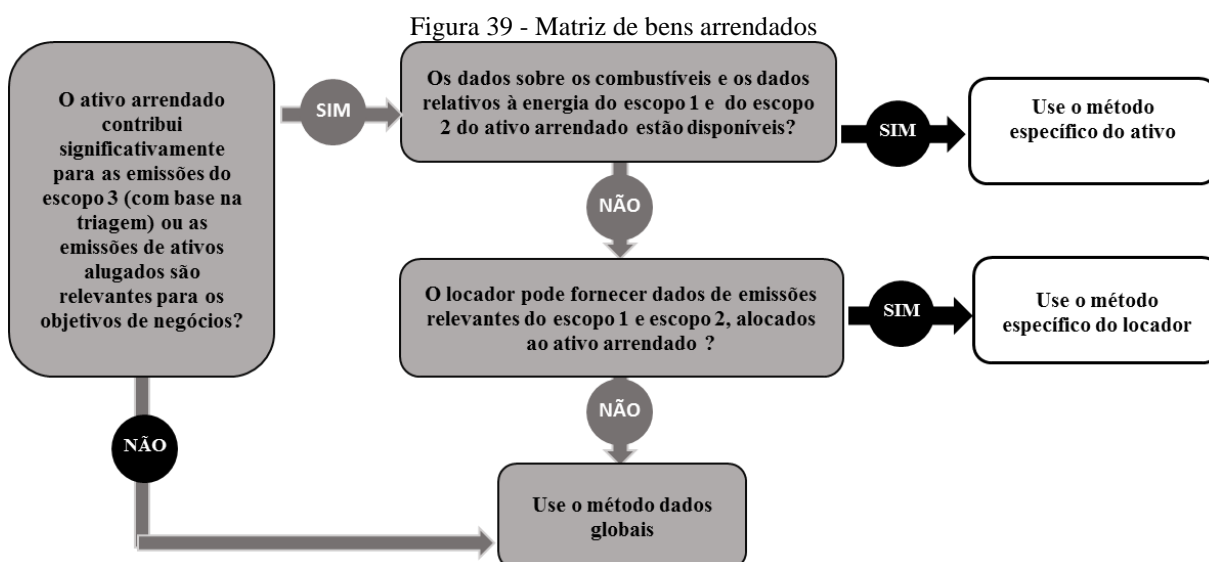 Figura 39 - Matriz de bens arrendados
O ativo arrendado
contribui
significativamente
para as emissões do
escopo 3 (com base na
triagem) ou as
emissões de ativos
alugados são
relevantes para os
objetivos de negócios?
SIM
Os dados sobre os combustíveis e os dados
relativos à energia do escopo 1 e do escopo
2 do ativo arrendado estão disponíveis?
SIM
Use o método
específico do ativo
NÃO
O locador pode fornecer dados de emissões
relevantes do escopo 1 e escopo 2, alocados
ao ativo arrendado ?
SIM
Use o método
específico do locador
NÃO
NÃO
Use o método dados
globais